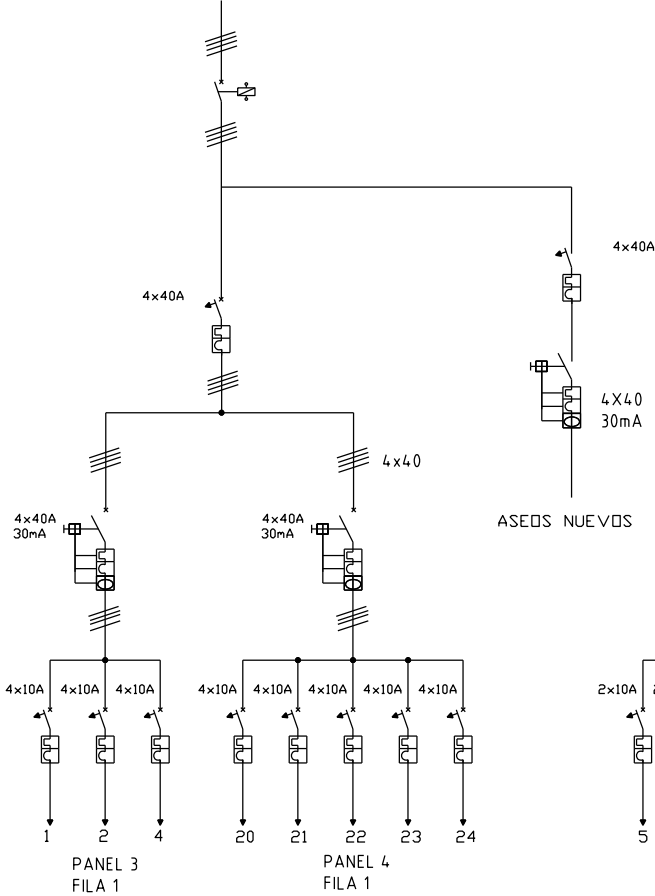 4x40A
4x40A
4X40
30mA
4x40
ASEOS NUEVOS
4x40A
30mA
4x40A
30mA
4x10A 4x10A 4x10A 4x10A 4x10A 4x10A 4x10A 4x10A 2x10A
1 2 4 20 21 22 23 24 5
PANEL 3
FILA 1
PANEL 4
FILA 1